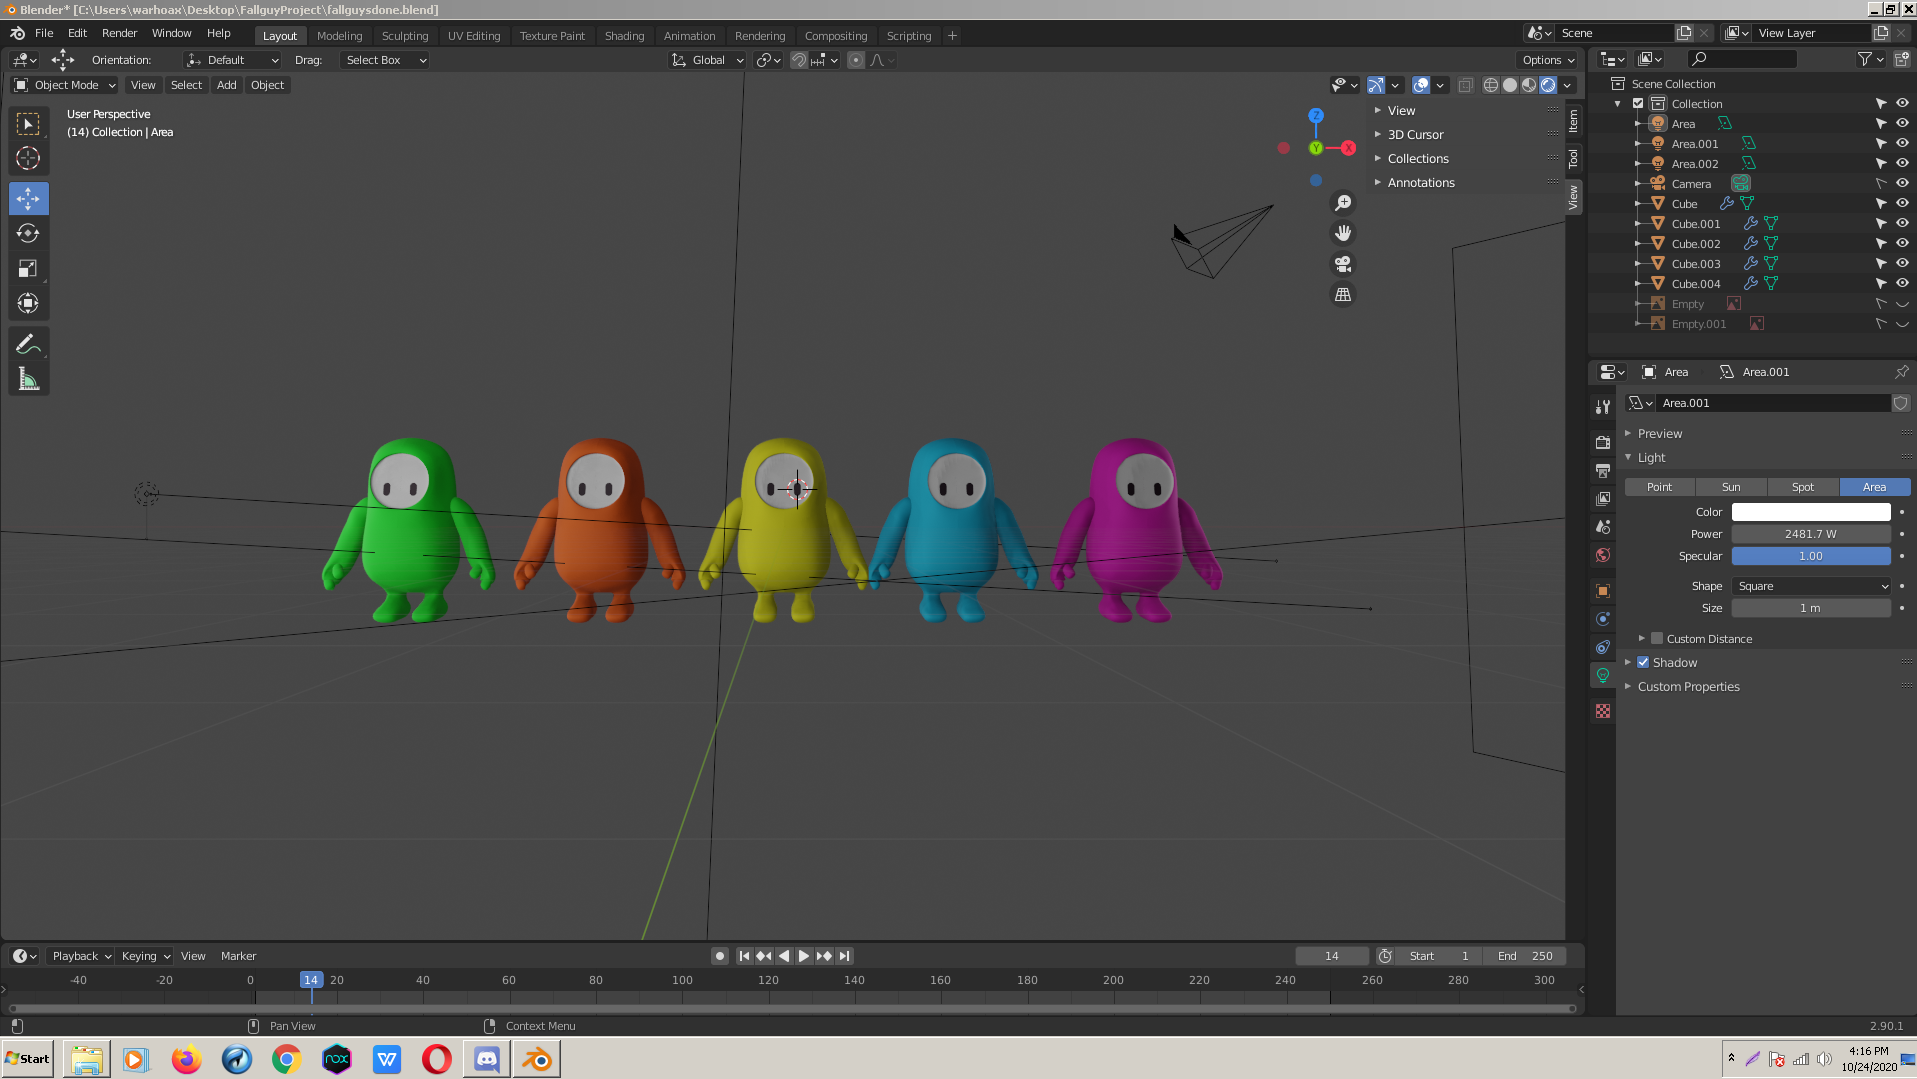 Blender* [C:\Users\warhoax\Desktop\FallguyProject\fallguysdone.blend]
File Edit Render Window Help Layout Modeling Sculpting UV Editing Texture Paint Shading Animation Rendering Compositing Scripting + Scene View Layer
Orientation: Default Drag: Select Box Global Options
Object Mode View Select Add Object
User Perspective
(14) Collection | Area
Z
Y
X
View
3D Cursor
Collections
Annotations
Item
Tool
View
Scene Collection
Collection
Area
Area.001
Area.002
Camera
Cube
Cube.001
Cube.002
Cube.003
Cube.004
Empty
Empty.001
Area Area.001
Area.001
Preview
Light
Point Sun Spot Area
Color
Power 2481.7 W
Specular 1.00
Shape Square
Size 1 m
Custom Distance
Shadow
Custom Properties
Playback Keying View Marker 14 Start 1 End 250
-40 0 14 20 40 60 80 100 120 140 160 180 200 220 240 260 280 300
Pan View Context Menu 2.90.1
Start nox W 4:16 PM
10/24/2020